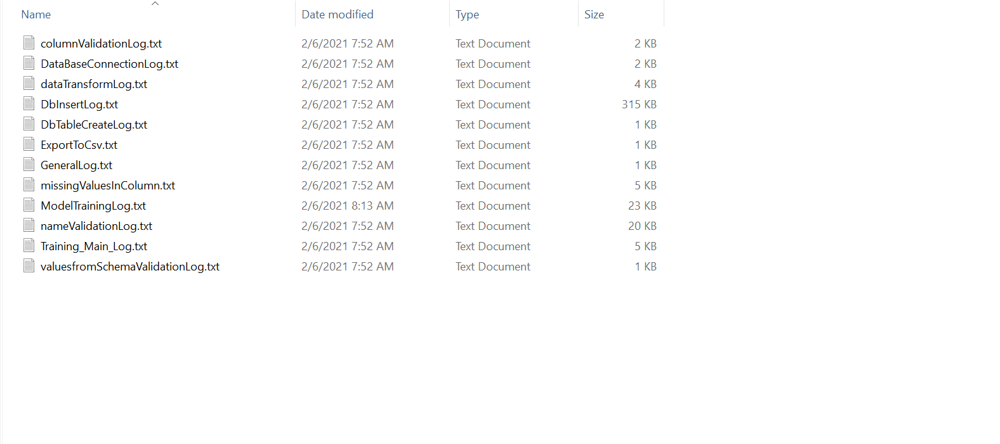 Name Date modified Type Size
columnValidationLog.txt 2/6/2021 7:52 AM Text Document 2 KB
DataBaseConnectionLog.txt 2/6/2021 7:52 AM Text Document 2 KB
dataTransformLog.txt 2/6/2021 7:52 AM Text Document 4 KB
DbInsertLog.txt 2/6/2021 7:52 AM Text Document 315 KB
DbTableCreateLog.txt 2/6/2021 7:52 AM Text Document 1 KB
ExportToCsv.txt 2/6/2021 7:52 AM Text Document 1 KB
GeneralLog.txt 2/6/2021 7:52 AM Text Document 1 KB
missingValuesInColumn.txt 2/6/2021 7:52 AM Text Document 5 KB
ModelTrainingLog.txt 2/6/2021 8:13 AM Text Document 23 KB
nameValidationLog.txt 2/6/2021 7:52 AM Text Document 20 KB
Training_Main_Log.txt 2/6/2021 7:52 AM Text Document 5 KB
valuesfromSchemaValidationLog.txt 2/6/2021 7:52 AM Text Document 1 KB